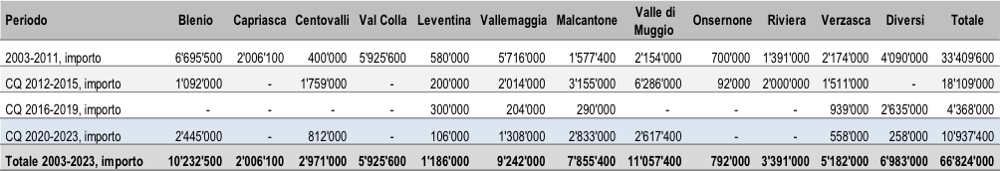 Periodo Blenio Capriasca Centovalli Val Colla Leventina Vallemaggia Malcantone Valle di Muggio Onsernone Riviera Verzasca Diversi Totale
2003-2011, importo 6'695'500 2'006'100 400'000 5'925'600 580'000 5'716'000 1'577'400 2'154'000 700'000 1'391'000 2'174'000 4'090'000 33'409'600
CQ 2012-2015, importo 1'092'000 - 1'759'000 - 200'000 2'014'000 3'155'000 6'286'000 92'000 2'000'000 1'511'000 - 18'109'000
CQ 2016-2019, importo - - - - 300'000 204'000 290'000 - - - 939'000 2'635'000 4'368'000
CQ 2020-2023, importo 2'445'000 - 812'000 - 106'000 1'308'000 2'833'000 2'617'400 - - 558'000 258'000 10'937'400
Totale 2003-2023, importo 10'232'500 2'006'100 2'971'000 5'925'600 1'186'000 9'242'000 7'855'400 11'057'400 792'000 3'391'000 5'182'000 6'983'000 66'824'000